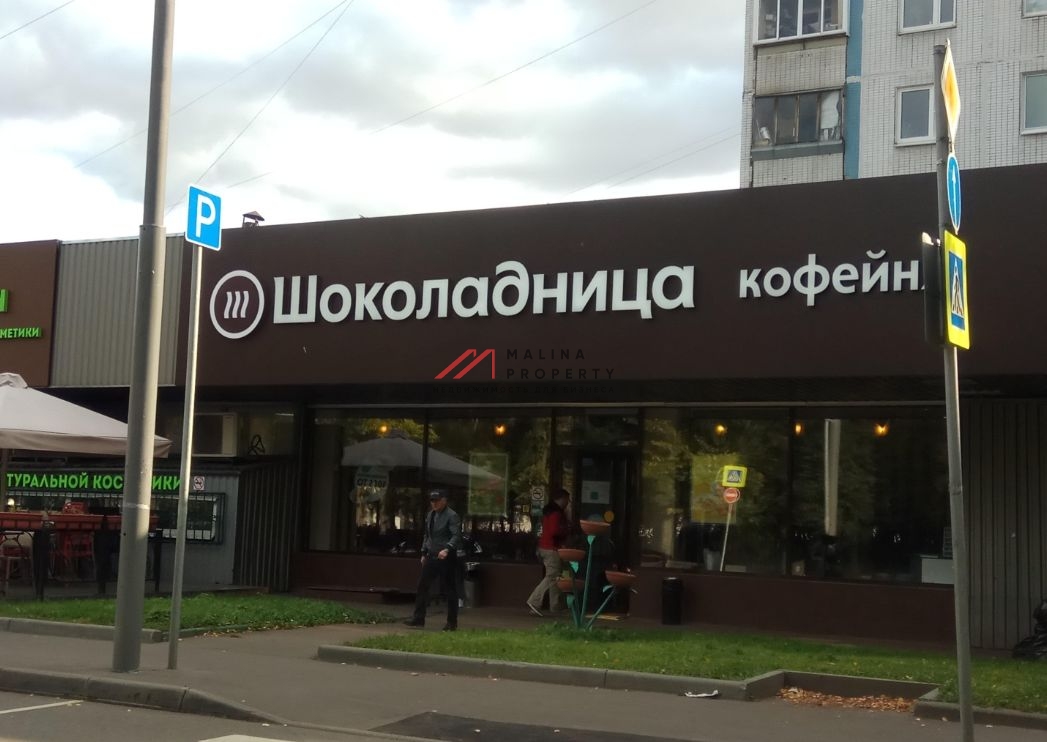 P
Шоколадница
кофейн
МЕТИКИ
MALINA
PROPERTY
ТУРАЛЬНОЙ КОСМЕТИКИ